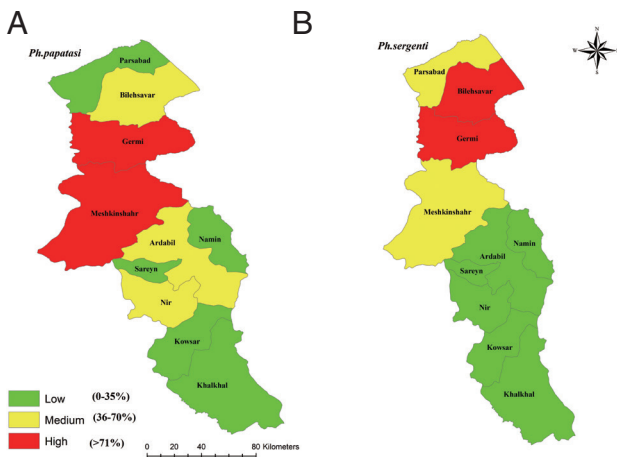 A
Ph.papatasi
Parsabad
Bilehsavar
Germi
Meshkinshahr
Ardabil
Namin
Sareyn
Nir
Kowsar
Khalkhal
Low (0-35%)
Medium (36-70%)
High (>71%)
0 20 40 80 Kilometers
B
Ph.sergenti
N
W E
S
Parsabad
Bilehsavar
Germi
Meshkinshahr
Ardabil
Namin
Sareyn
Nir
Kowsar
Khalkhal